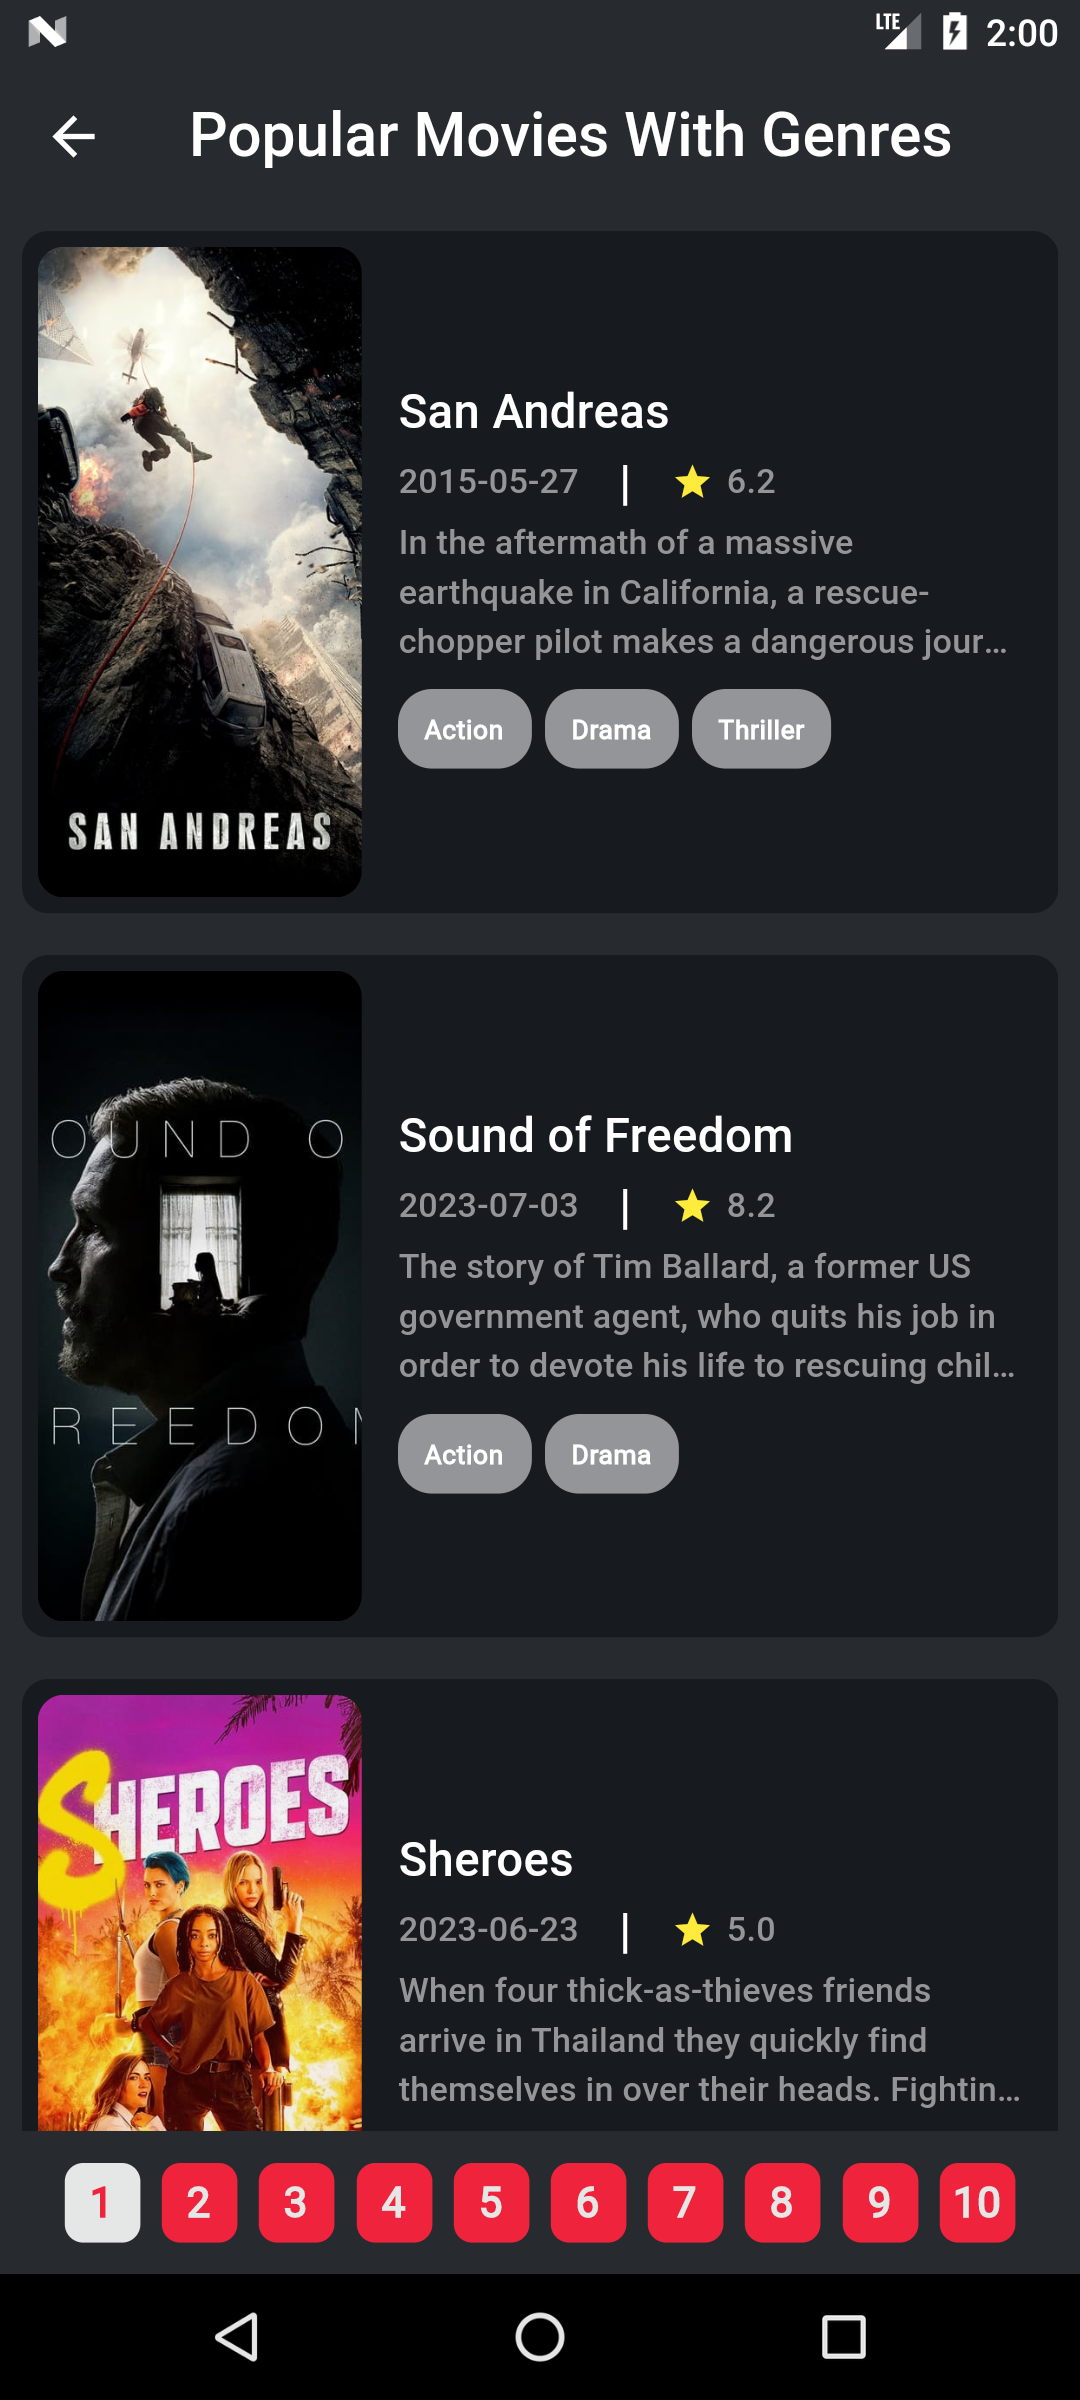 LTE 2:00
Popular Movies With Genres
SAN ANDREAS
San Andreas
2015-05-27 | 6.2
In the aftermath of a massive
earthquake in California, a rescue-
chopper pilot makes a dangerous jour...
Action Drama Thriller
OUND O
REEDOM
Sound of Freedom
2023-07-03 | 8.2
The story of Tim Ballard, a former US
government agent, who quits his job in
order to devote his life to rescuing chil...
Action Drama
SHEROES
Sheroes
2023-06-23 | 5.0
When four thick-as-thieves friends
arrive in Thailand they quickly find
themselves in over their heads. Fightin...
1 2 3 4 5 6 7 8 9 10